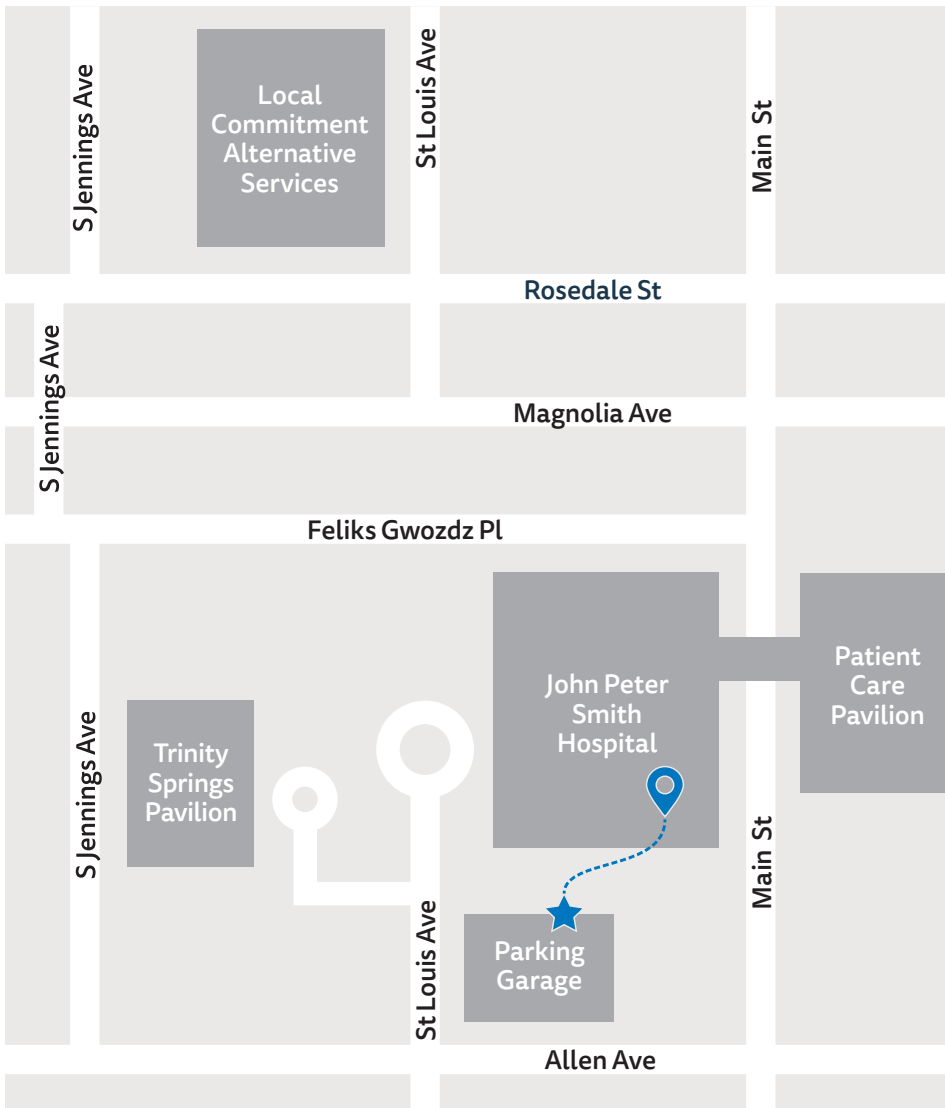 S Jennings Ave
Local
Commitment
Alternative
Services
St Louis Ave
Main St
Rosedale St
S Jennings Ave
Magnolia Ave
Feliks Gwozdz Pl
S Jennings Ave
Trinity
Springs
Pavilion
John Peter
Smith
Hospital
Patient
Care
Pavilion
Main St
St Louis Ave
Parking
Garage
Allen Ave